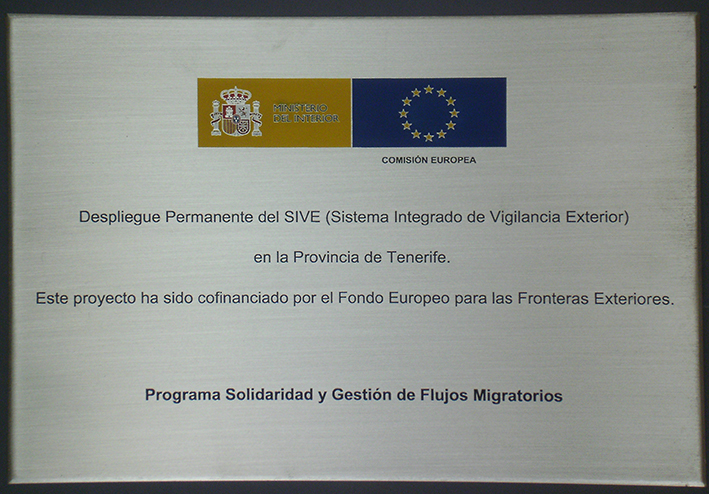 MINISTERIO
DEL INTERIOR
COMISIÓN EUROPEA
Despliegue Permanente del SIVE (Sistema Integrado de Vigilancia Exterior)
en la Provincia de Tenerife.
Este proyecto ha sido cofinanciado por el Fondo Europeo para las Fronteras Exteriores.
Programa Solidaridad y Gestión de Flujos Migratorios